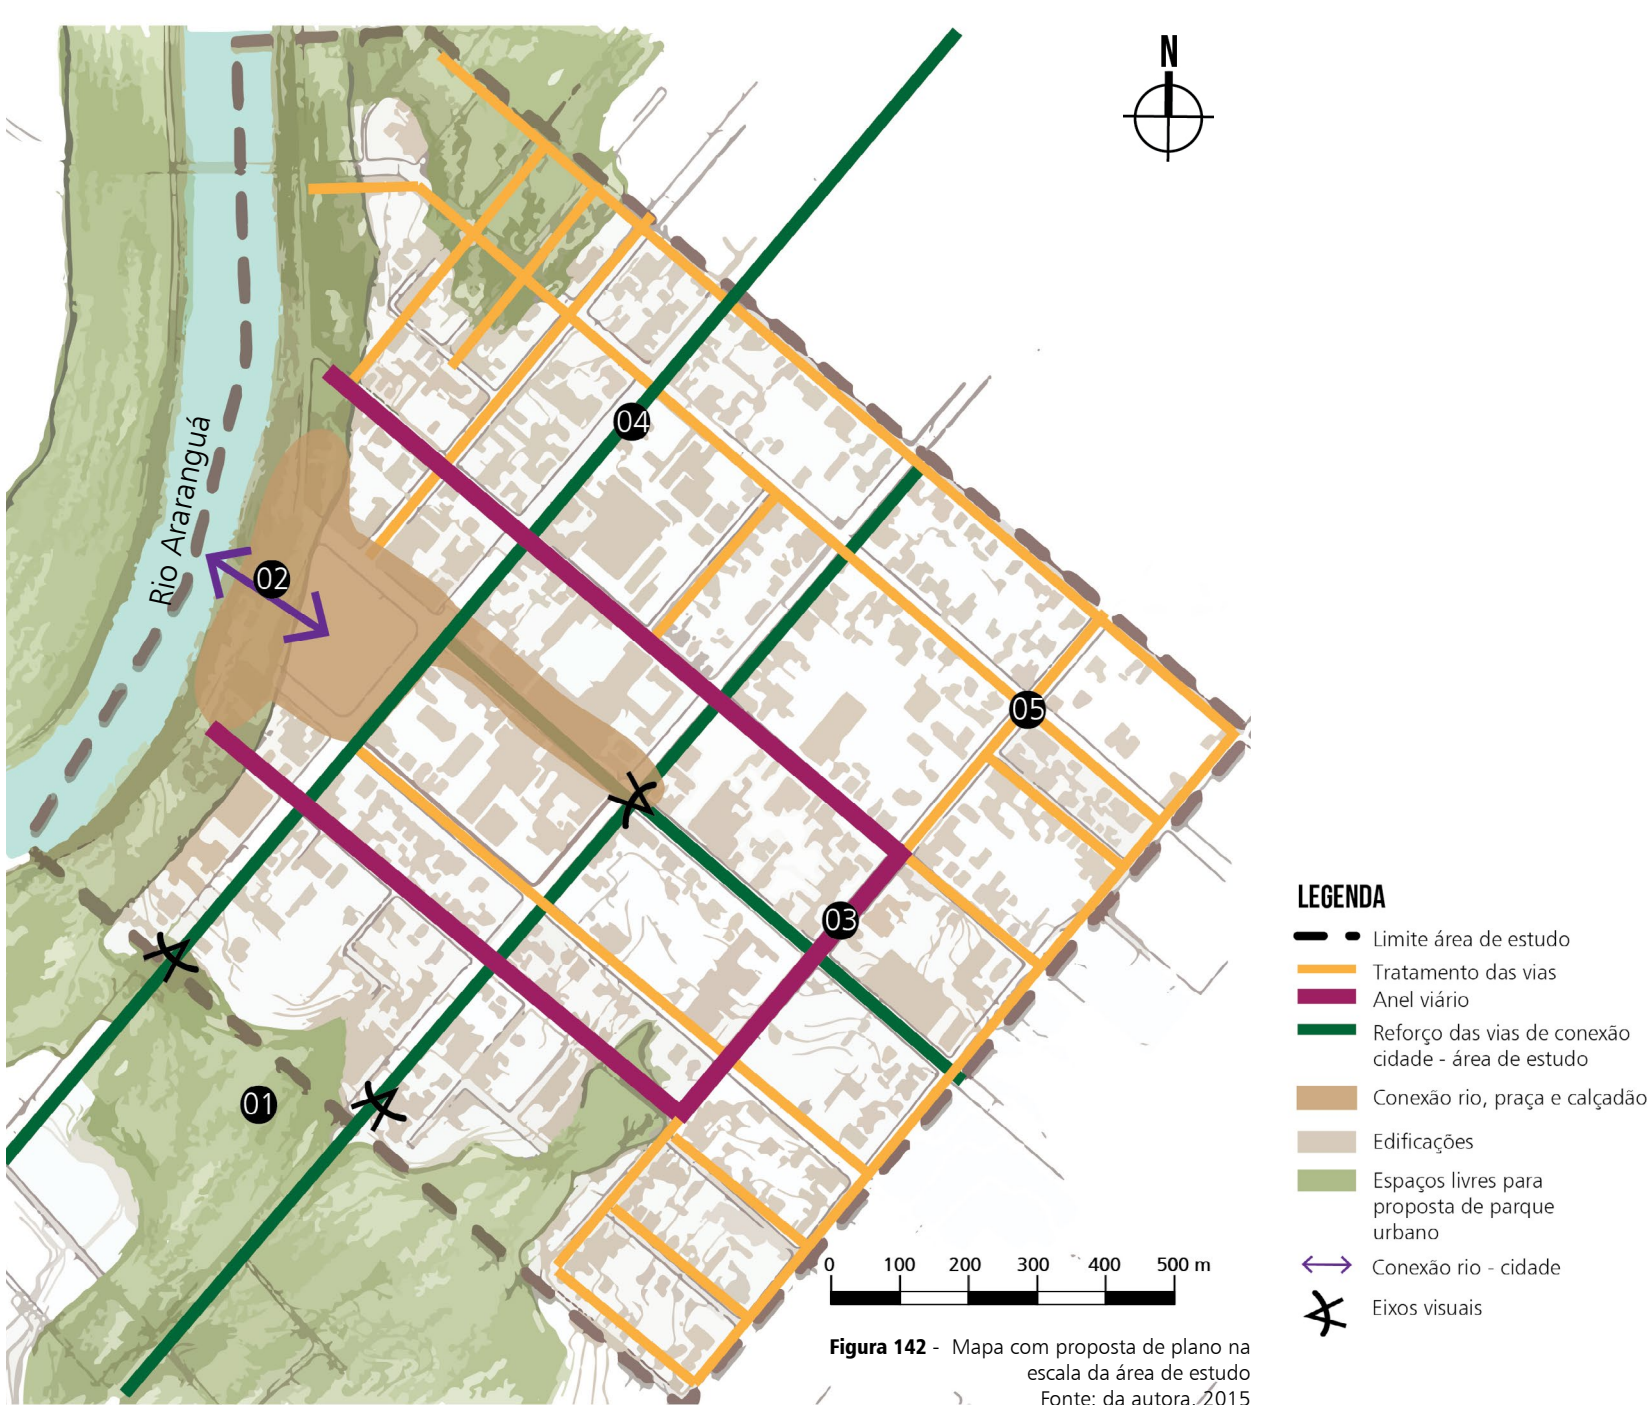 N
04
Rio Araranguá
02
05
03
01
LEGENDA
Limite área de estudo
Tratamento das vias
Anel viário
Reforço das vias de conexão
cidade - área de estudo
Conexão rio, praça e calçadão
Edificações
Espaços livres para
proposta de parque
urbano
Conexão rio - cidade
Eixos visuais
0 100 200 300 400 500 m
Figura 142 - Mapa com proposta de plano na
escala da área de estudo
Fonte: da autora, 2015